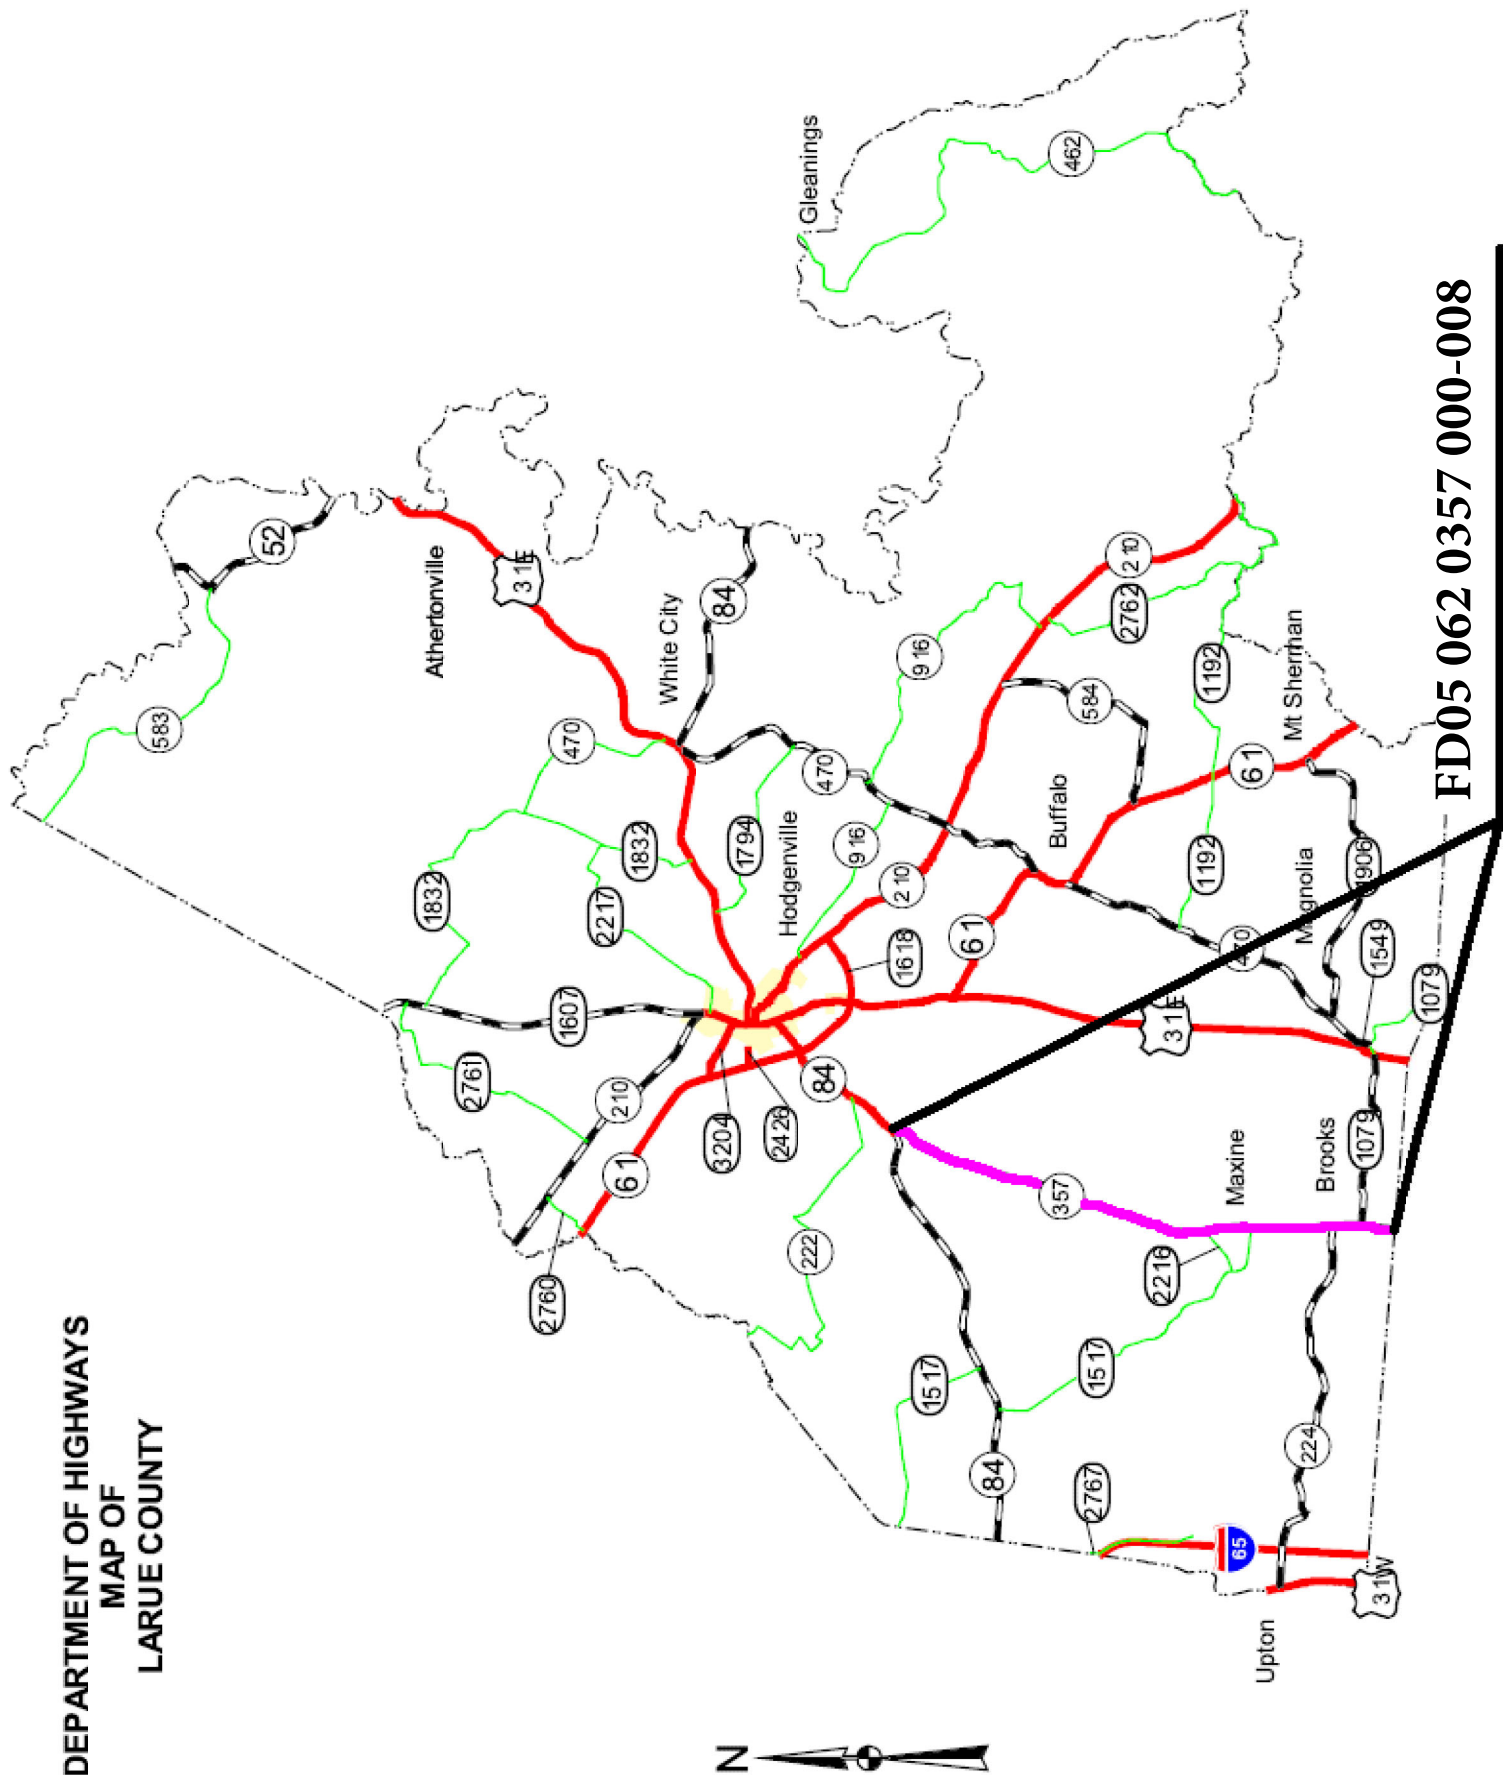 DEPARTMENT OF HIGHWAYS
MAP OF
LARUE COUNTY
N
583
52
Athertonville
31E
White City
84
470
1832
1832
2217
1794
470
Hodgenville
916
916
Gleanings
462
1607
2761
210
61
2760
3204
2426
84
222
210
1618
61
210
2762
584
Buffalo
1192
1192
61
Mt Sherman
Magnolia
1906
470
1549
1079
31E
357
Maxine
Brooks
1079
2216
1517
1517
84
224
2767
65
31W
Upton
FD05 062 0357 000-008